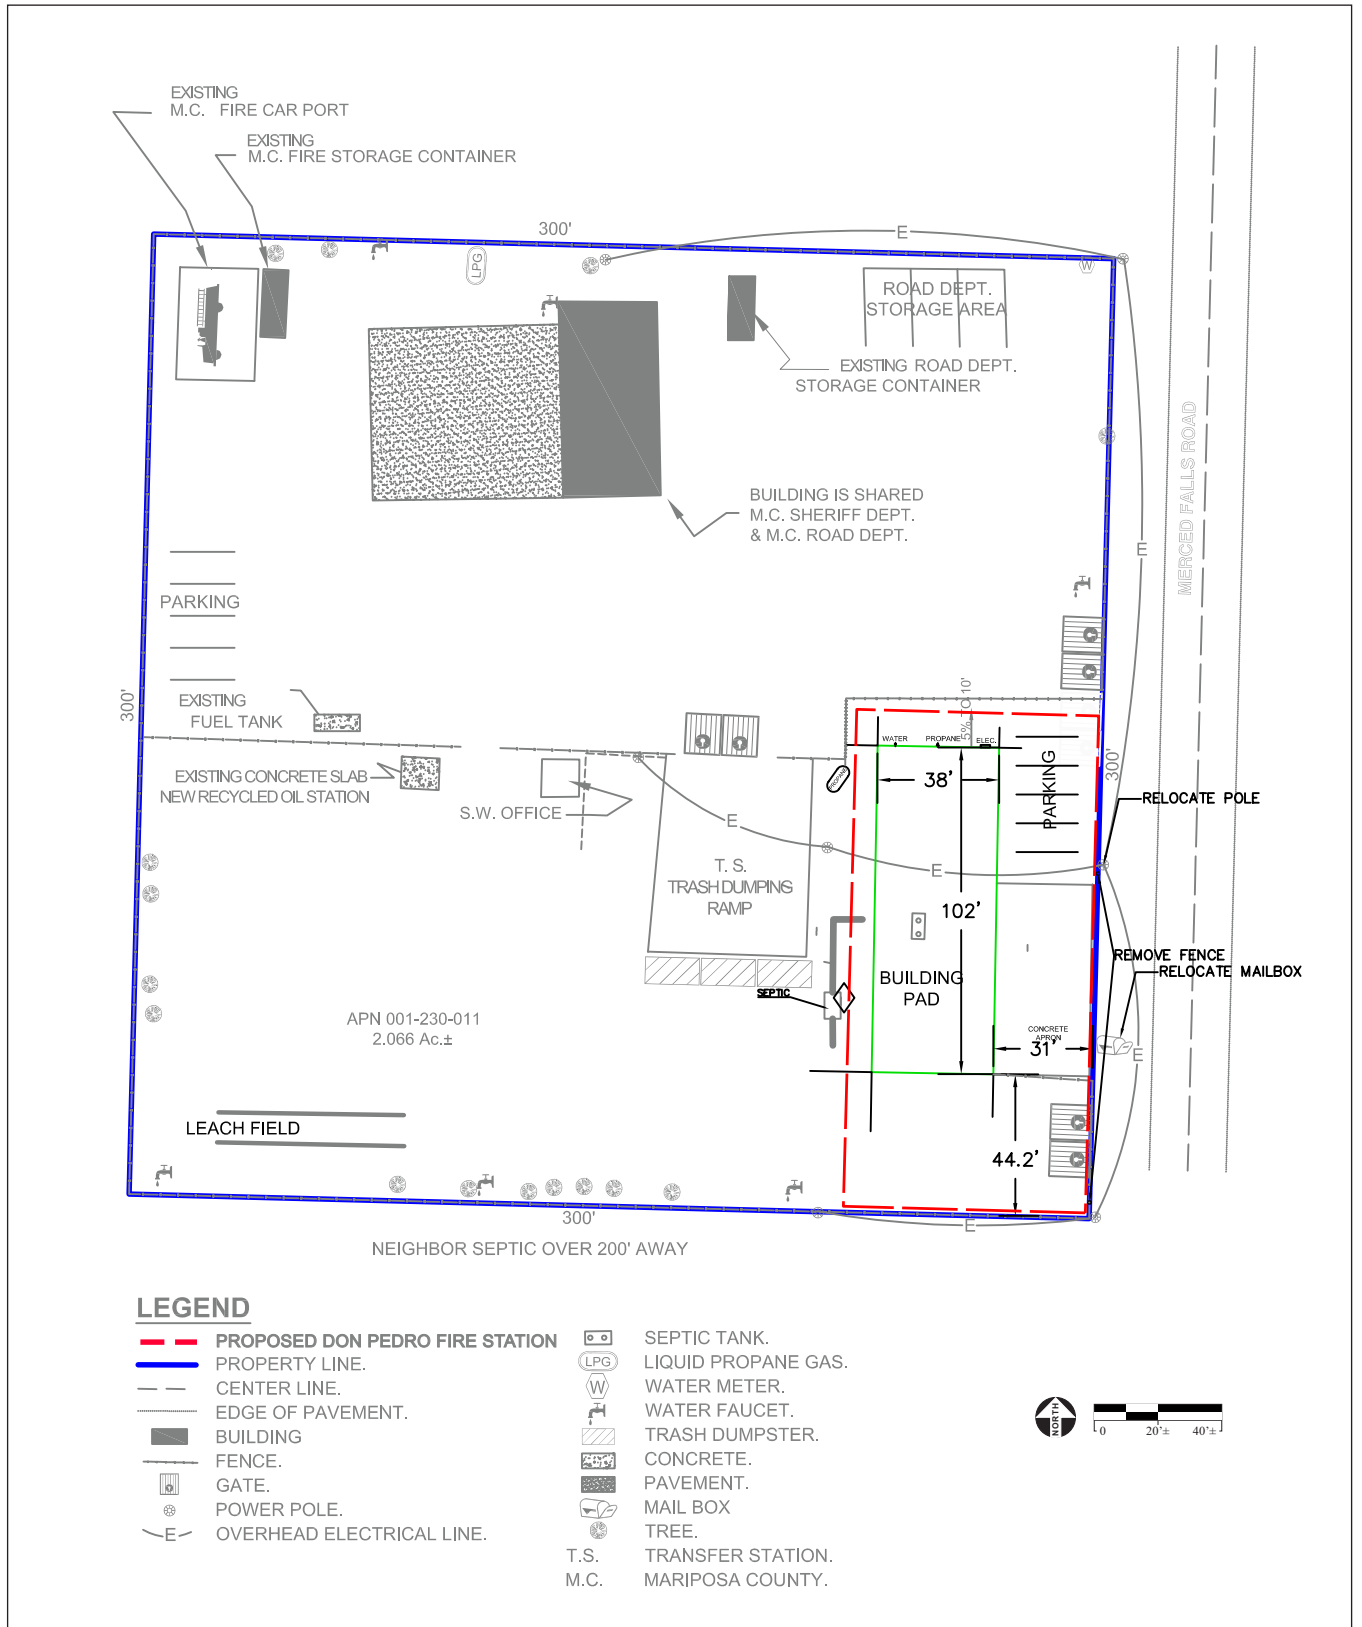 EXISTING
M.C. FIRE CAR PORT
EXISTING
M.C. FIRE STORAGE CONTAINER
300'
E
LPG
W
ROAD DEPT.
STORAGE AREA
EXISTING ROAD DEPT.
STORAGE CONTAINER
MERCED FALLS ROAD
BUILDING IS SHARED
M.C. SHERIFF DEPT.
& M.C. ROAD DEPT.
E
PARKING
300'
EXISTING
FUEL TANK
5% TO 10'
WATER
PROPANE
ELEC.
300'
EXISTING CONCRETE SLAB
NEW RECYCLED OIL STATION
PROPANE
38'
PARKING
RELOCATE POLE
S.W. OFFICE
E
T. S.
TRASH DUMPING
RAMP
E
102'
REMOVE FENCE
RELOCATE MAILBOX
BUILDING
PAD
SEPTIC
APN 001-230-011
2.066 Ac.±
CONCRETE
APRON
31'
E
LEACH FIELD
44.2'
300'
E
NEIGHBOR SEPTIC OVER 200' AWAY
LEGEND
PROPOSED DON PEDRO FIRE STATION
PROPERTY LINE.
CENTER LINE.
EDGE OF PAVEMENT.
BUILDING
FENCE.
GATE.
POWER POLE.
E OVERHEAD ELECTRICAL LINE.
SEPTIC TANK.
LPG LIQUID PROPANE GAS.
W WATER METER.
WATER FAUCET.
TRASH DUMPSTER.
CONCRETE.
PAVEMENT.
MAIL BOX
TREE.
T.S. TRANSFER STATION.
M.C. MARIPOSA COUNTY.
NORTH
0 20'± 40'±